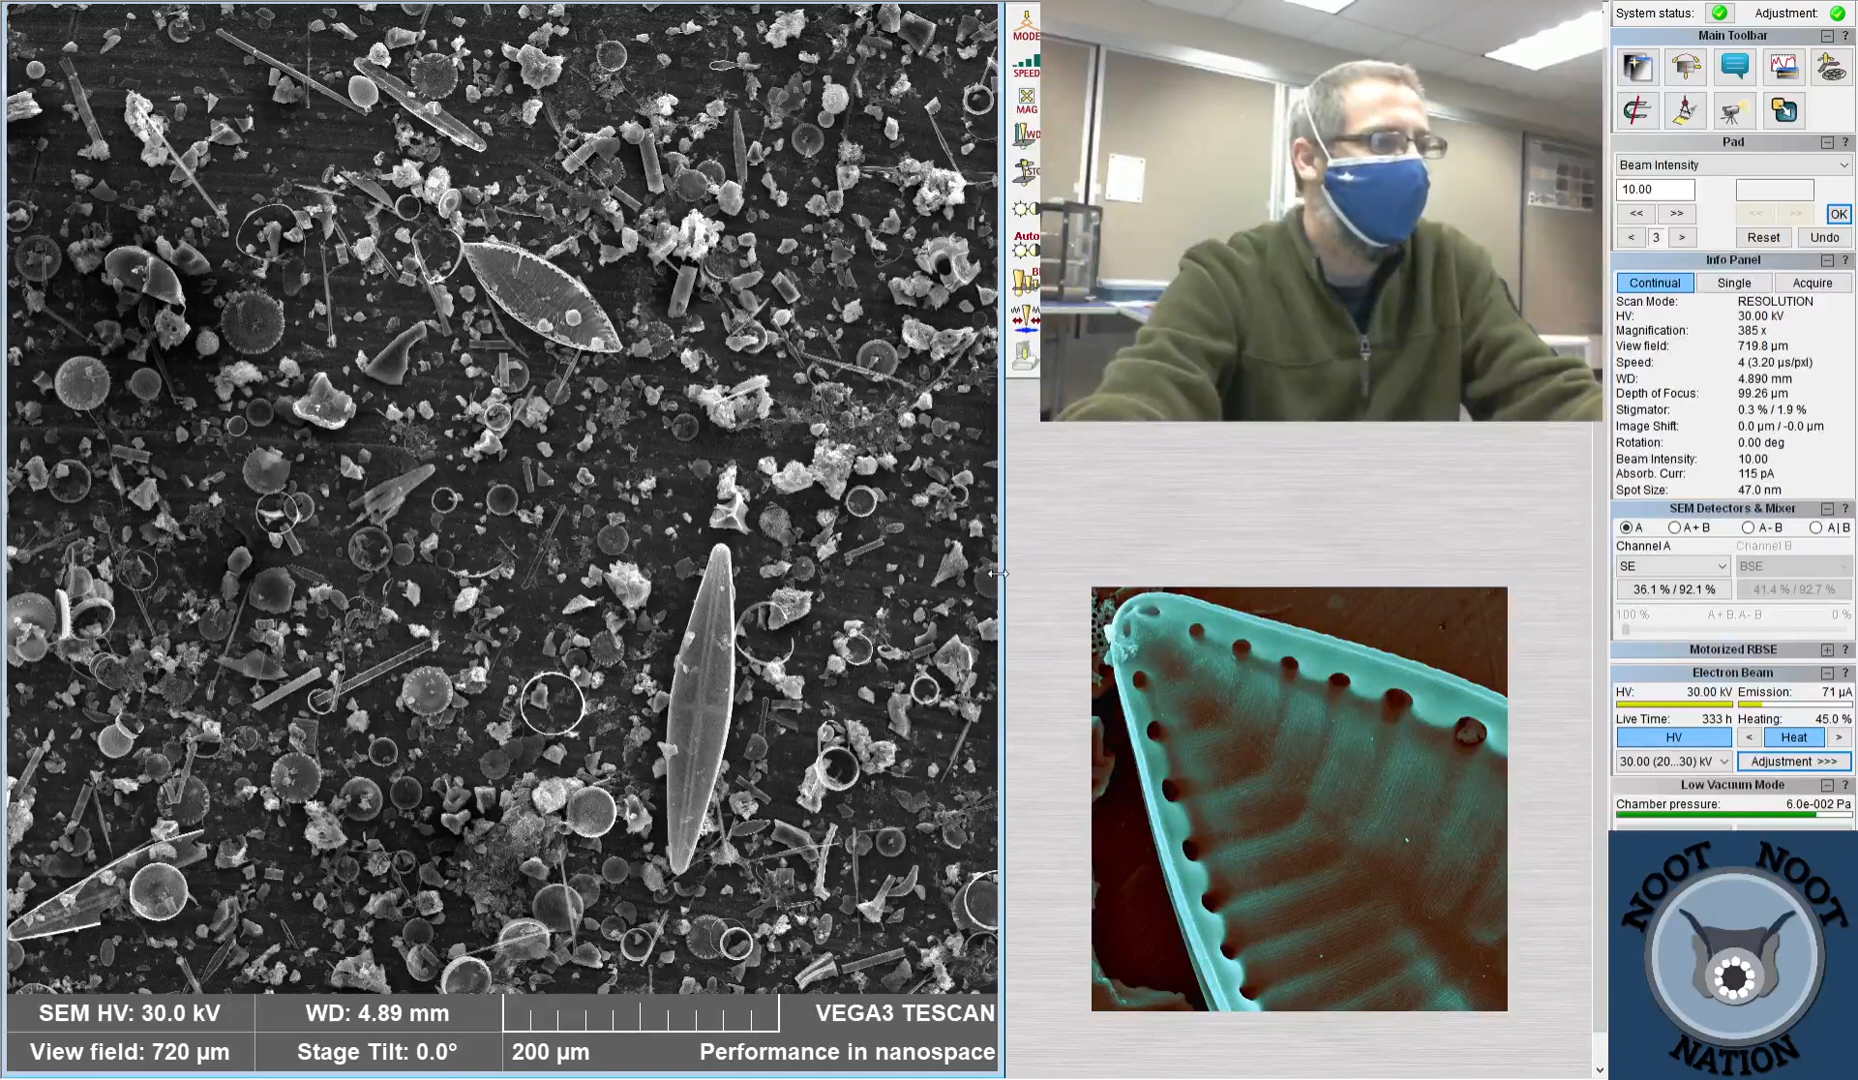 SEM HV: 30.0 kV
WD: 4.89 mm
VEGA3 TESCAN
View field: 720 µm
Stage Tilt: 0.0°
200 µm
Performance in nanospace
MODE
SPEED
MAG
WD
Auto
System status:
Adjustment:
Main Toolbar
– ?
Pad
– ?
Beam Intensity
10.00
<< >>
<< >>
OK
< 3 >
Reset
Undo
Info Panel
– ?
Continual
Single
Acquire
Scan Mode: RESOLUTION
HV: 30.00 kV
Magnification: 385 x
View field: 719.8 µm
Speed: 4 (3.20 µs/pxl)
WD: 4.890 mm
Depth of Focus: 99.26 µm
Stigmator: 0.3 % / 1.9 %
Image Shift: 0.0 µm / -0.0 µm
Rotation: 0.00 deg
Beam Intensity: 10.00
Absorb. Curr: 115 pA
Spot Size: 47.0 nm
SEM Detectors & Mixer
– ?
A A + B A - B A | B
Channel A Channel B
SE BSE
36.1 % / 92.1 % 41.4 % / 92.7 %
100 % A + B, A - B 0 %
Motorized RBSE
+ ?
Electron Beam
– ?
HV: 30.00 kV Emission: 71 µA
Live Time: 333 h Heating: 45.0 %
HV < Heat >
30.00 (20...30) kV Adjustment >>>
Low Vacuum Mode
– ?
Chamber pressure: 6.0e-002 Pa
NOOT NOOT
NATION